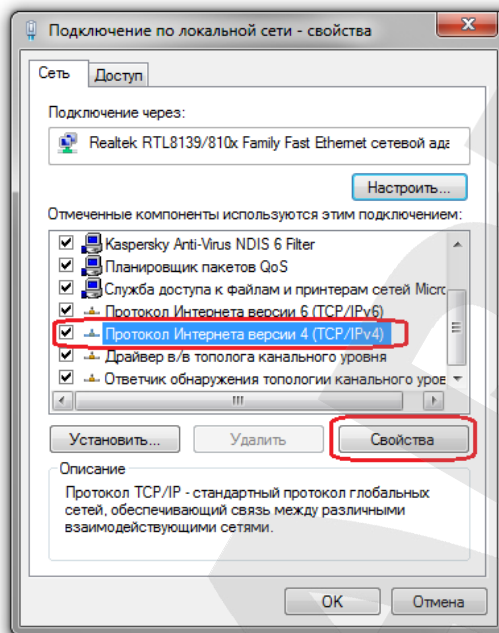 Подключение по локальной сети - свойства
Сеть
Доступ
Подключение через:
Realtek RTL8139/810x Family Fast Ethernet сетевой ада
Настроить...
Отмеченные компоненты используются этим подключением:
Kaspersky Anti-Virus NDIS 6 Filter
Планировщик пакетов QoS
Служба доступа к файлам и принтерам сетей Micro
Протокол Интернета версии 6 (TCP/IPv6)
Протокол Интернета версии 4 (TCP/IPv4)
Драйвер в/в тополога канального уровня
Ответчик обнаружения топологии канального уров
Установить...
Удалить
Свойства
Описание
Протокол TCP/IP - стандартный протокол глобальных
сетей, обеспечивающий связь между различными
взаимодействующими сетями.
OK
Отмена